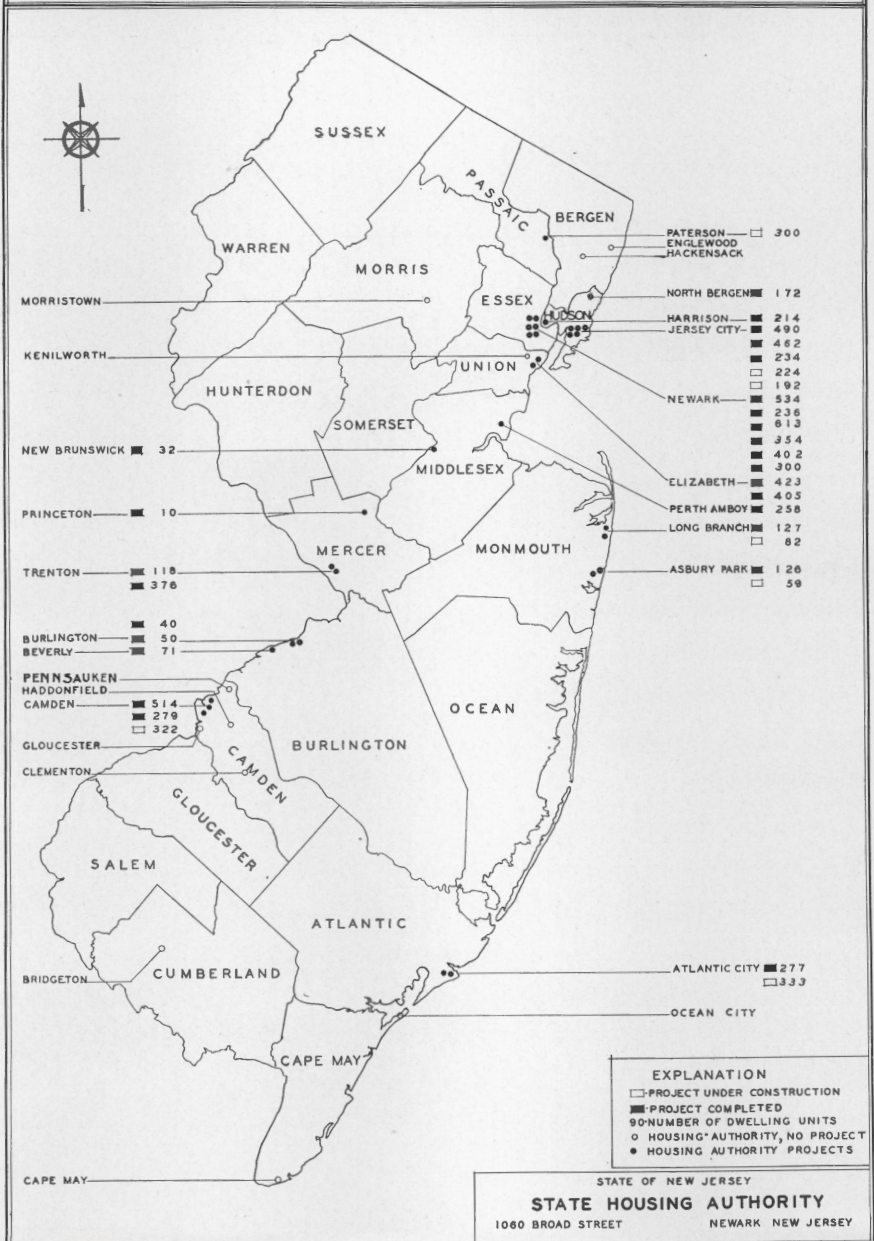 SUSSEX
PASSAIC
BERGEN
WARREN
MORRIS
ESSEX
HUDSON
UNION
HUNTERDON
SOMERSET
MIDDLESEX
MERCER
MONMOUTH
OCEAN
BURLINGTON
CAMDEN
GLOUCESTER
SALEM
ATLANTIC
CUMBERLAND
CAPE MAY
MORRISTOWN
KENILWORTH
NEW BRUNSWICK 32
PRINCETON 10
TRENTON 118
376
40
BURLINGTON 50
BEVERLY 71
PENNSAUKEN
HADDONFIELD
CAMDEN 514
279
322
GLOUCESTER
CLEMENTON
BRIDGETON
CAPE MAY
PATERSON 300
ENGLEWOOD
HACKENSACK
NORTH BERGEN 172
HARRISON 214
JERSEY CITY 490
462
234
224
192
NEWARK 534
236
613
354
402
300
ELIZABETH 423
405
PERTH AMBOY 258
LONG BRANCH 127
82
ASBURY PARK 126
59
ATLANTIC CITY 277
333
OCEAN CITY
EXPLANATION
PROJECT UNDER CONSTRUCTION
PROJECT COMPLETED
90-NUMBER OF DWELLING UNITS
HOUSING AUTHORITY, NO PROJECT
HOUSING AUTHORITY PROJECTS
STATE OF NEW JERSEY
STATE HOUSING AUTHORITY
1060 BROAD STREET NEWARK NEW JERSEY